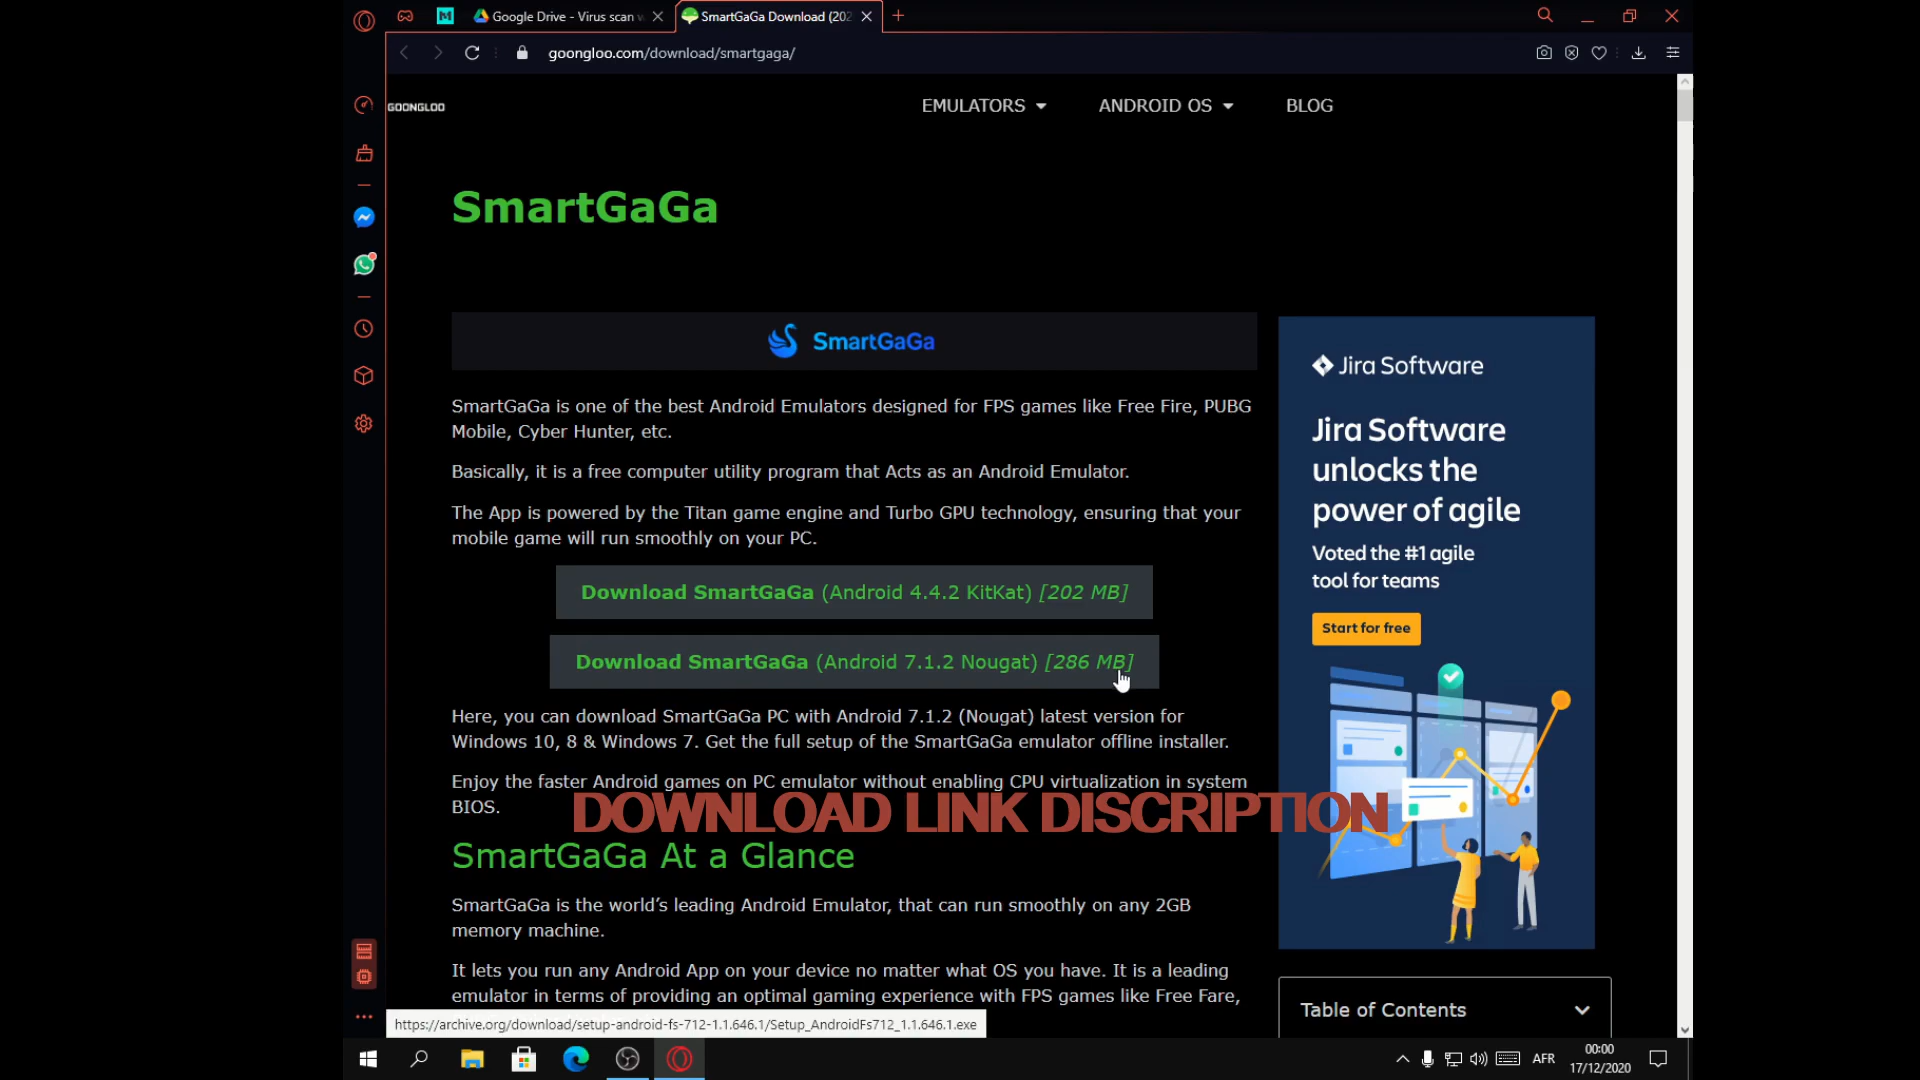 Google Drive - Virus scan w
SmartGaGa Download (202
goongloo.com/download/smartgaga/
GOONGLOO
EMULATORS
ANDROID OS
BLOG
SmartGaGa
SmartGaGa
SmartGaGa is one of the best Android Emulators designed for FPS games like Free Fire, PUBG
Mobile, Cyber Hunter, etc.
Basically, it is a free computer utility program that Acts as an Android Emulator.
The App is powered by the Titan game engine and Turbo GPU technology, ensuring that your
mobile game will run smoothly on your PC.
Download SmartGaGa (Android 4.4.2 KitKat) [202 MB]
Download SmartGaGa (Android 7.1.2 Nougat) [286 MB]
Here, you can download SmartGaGa PC with Android 7.1.2 (Nougat) latest version for
Windows 10, 8 & Windows 7. Get the full setup of the SmartGaGa emulator offline installer.
Enjoy the faster Android games on PC emulator without enabling CPU virtualization in system
BIOS.
DOWNLOAD LINK DISCRIPTION
SmartGaGa At a Glance
SmartGaGa is the world's leading Android Emulator, that can run smoothly on any 2GB
memory machine.
It lets you run any Android App on your device no matter what OS you have. It is a leading
emulator in terms of providing an optimal gaming experience with FPS games like Free Fare,
Jira Software
Jira Software
unlocks the
power of agile
Voted the #1 agile
tool for teams
Start for free
Table of Contents
https://archive.org/download/setup-android-fs-712-1.1.646.1/Setup_AndroidFs712_1.1.646.1.exe
AFR
00:00
17/12/2020